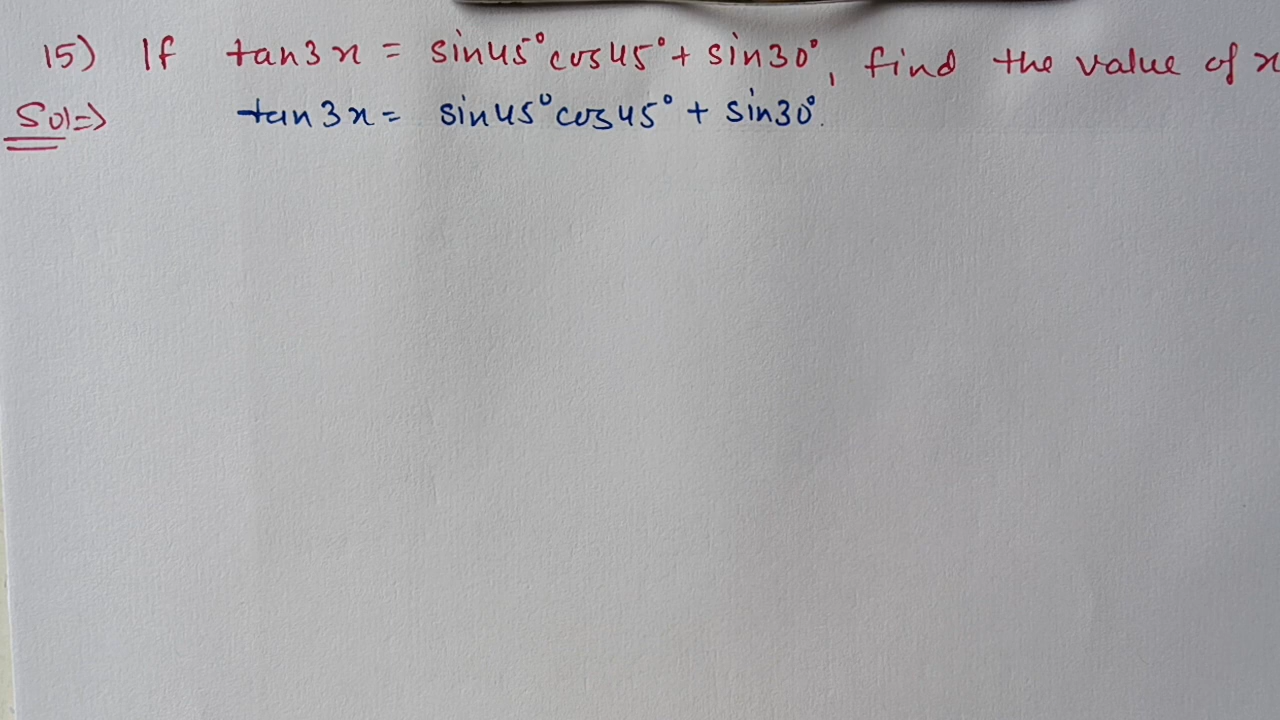 15) If tan3x = sin45° cos45° + sin30°, find the value of x
Sol=> tan3x = sin45° cos45° + sin30°.